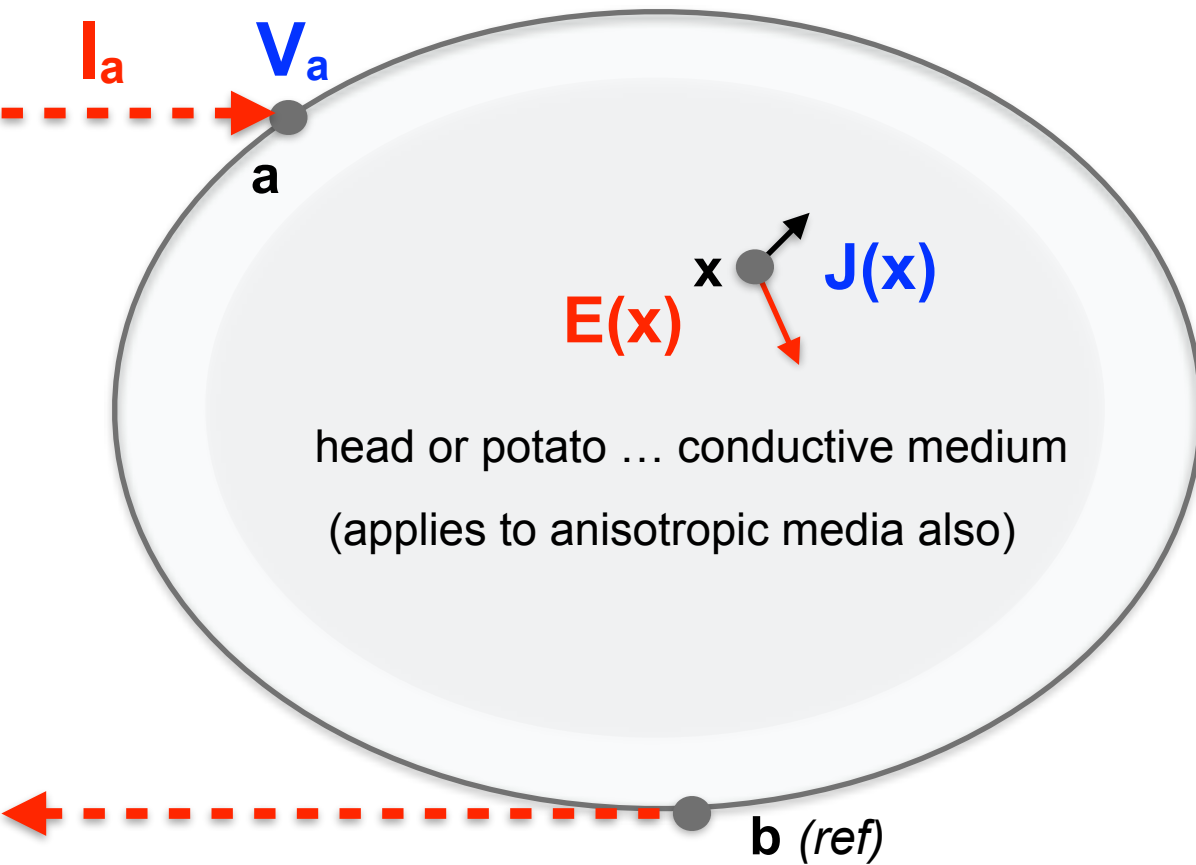 Ia
Va
a
x
J(x)
E(x)
head or potato … conductive medium
(applies to anisotropic media also)
b (ref)